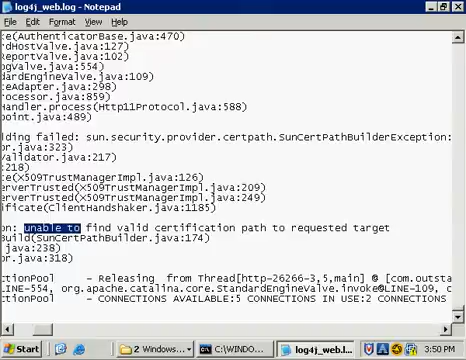 log4j_web.log - Notepad
File Edit Format View Help
e(AuthenticatorBase.java:470)
rdHostValve.java:127)
ReportValve.java:102)
ogValve.java:554)
dardEngineValve.java:109)
eAdapter.java:298)
ocessor.java:859)
Handler.process(Http11Protocol.java:588)
point.java:489)
lding failed: sun.security.provider.certpath.SunCertPathBuilderException:
or.java:323)
Validator.java:217)
:218)
X509TrustManagerImpl.java:126)
erverTrusted(X509TrustManagerImpl.java:209)
erverTrusted(X509TrustManagerImpl.java:249)
ificate(ClientHandshaker.java:1185)
on: unable to find valid certification path to requested target
Build(SunCertPathBuilder.java:174)
.java:238)
or.java:318)
ctionPool - Releasing from Thread[http-26266-3,5,main] @ [com.outsta
LINE-554, org.apache.catalina.core.StandardEngineValve.invoke@LINE-109, c
ctionPool - CONNECTIONS AVAILABLE:5 CONNECTIONS IN USE:2 CONNECTIONS
Start
2 Windows...
C:\WINDO...
log4j_web.l...
3:50 PM